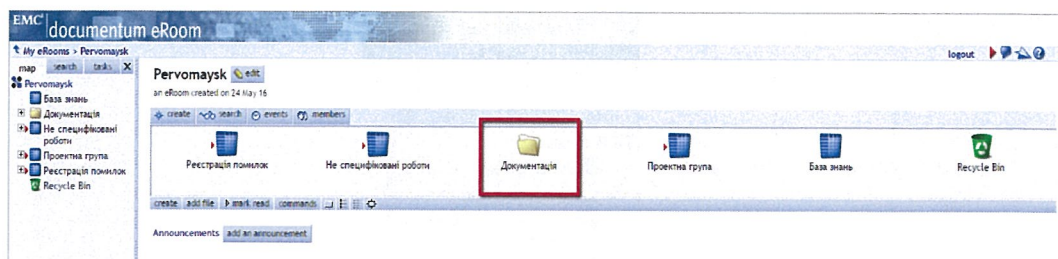 EMC²
documentum eRoom
My eRooms > Pervomaysk
logout
map search tasks X
Pervomaysk
База знань
Документація
Не специфіковані
роботи
Проектна група
Реєстрація помилок
Recycle Bin
Pervomaysk edit
an eRoom created on 24 May 16
create search events members
Реєстрація помилок Не специфіковані роботи Документація Проектна група База знань Recycle Bin
create add file mark read commands
Announcements add an announcement